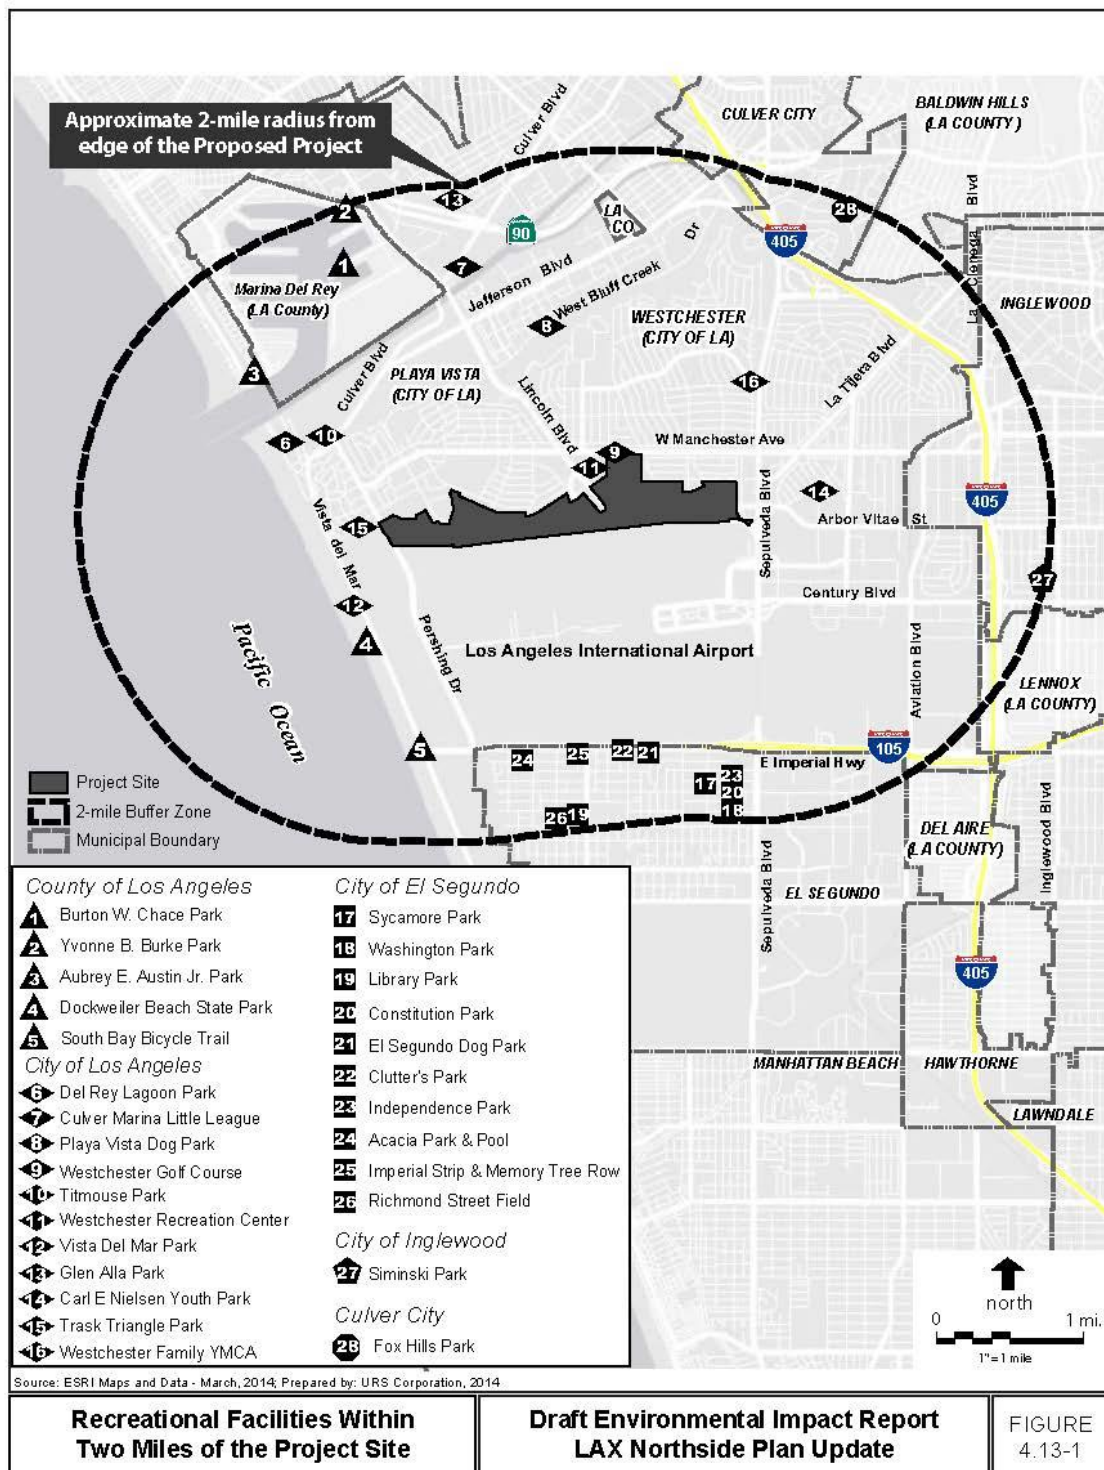 Approximate 2-mile radius from
edge of the Proposed Project
Culver Blvd
CULVER CITY
BALDWIN HILLS
(LA COUNTY )
13
2
28
LA
CO
90
Dr
405
La Cienega Blvd
1
7
Jefferson Blvd
Marina Del Rey
(LA County)
West Bluff Creek
INGLEWOOD
8
WESTCHESTER
(CITY OF LA)
3
Culver Blvd
PLAYA VISTA
(CITY OF LA)
16
La Tijera Blvd
Lincoln Blvd
6
10
W Manchester Ave
9
11
14
405
Sepulveda Blvd
Arbor Vitae St
15
Vista del Mar
27
12
Century Blvd
4
Pershing Dr
Los Angeles International Airport
Aviation Blvd
Pacific Ocean
LENNOX
(LA COUNTY)
5
24
25
22
21
E Imperial Hwy
105
17
23
20
18
26
19
Project Site
2-mile Buffer Zone
Municipal Boundary
DEL AIRE
(LA COUNTY)
Inglewood Blvd
EL SEGUNDO
Sepulveda Blvd
405
MANHATTAN BEACH
HAWTHORNE
LAWNDALE
County of Los Angeles
1 Burton W. Chace Park
2 Yvonne B. Burke Park
3 Aubrey E. Austin Jr. Park
4 Dockweiler Beach State Park
5 South Bay Bicycle Trail
City of Los Angeles
6 Del Rey Lagoon Park
7 Culver Marina Little League
8 Playa Vista Dog Park
9 Westchester Golf Course
10 Titmouse Park
11 Westchester Recreation Center
12 Vista Del Mar Park
13 Glen Alla Park
14 Carl E Nielsen Youth Park
15 Trask Triangle Park
16 Westchester Family YMCA
City of El Segundo
17 Sycamore Park
18 Washington Park
19 Library Park
20 Constitution Park
21 El Segundo Dog Park
22 Clutter's Park
23 Independence Park
24 Acacia Park & Pool
25 Imperial Strip & Memory Tree Row
26 Richmond Street Field
City of Inglewood
27 Siminski Park
Culver City
28 Fox Hills Park
north
0 1 mi.
1"= 1 mile
Source: ESRI Maps and Data - March, 2014; Prepared by: URS Corporation, 2014
Recreational Facilities Within
Two Miles of the Project Site
Draft Environmental Impact Report
LAX Northside Plan Update
FIGURE
4.13-1